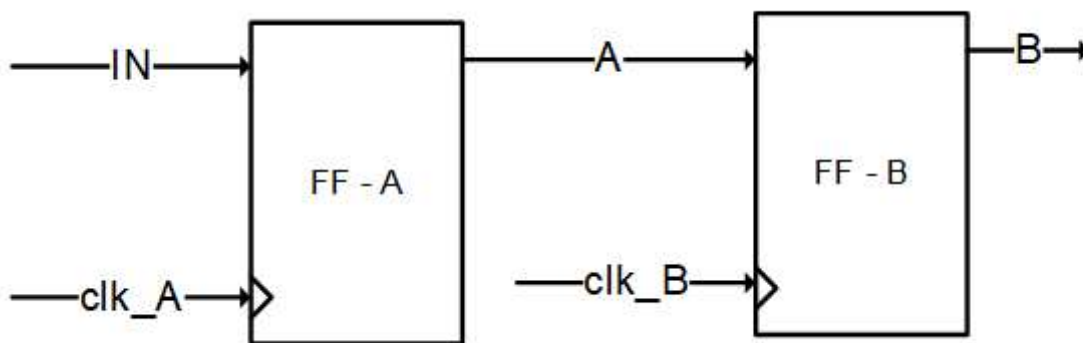 IN
A
B
FF - A
FF - B
clk_A
clk_B